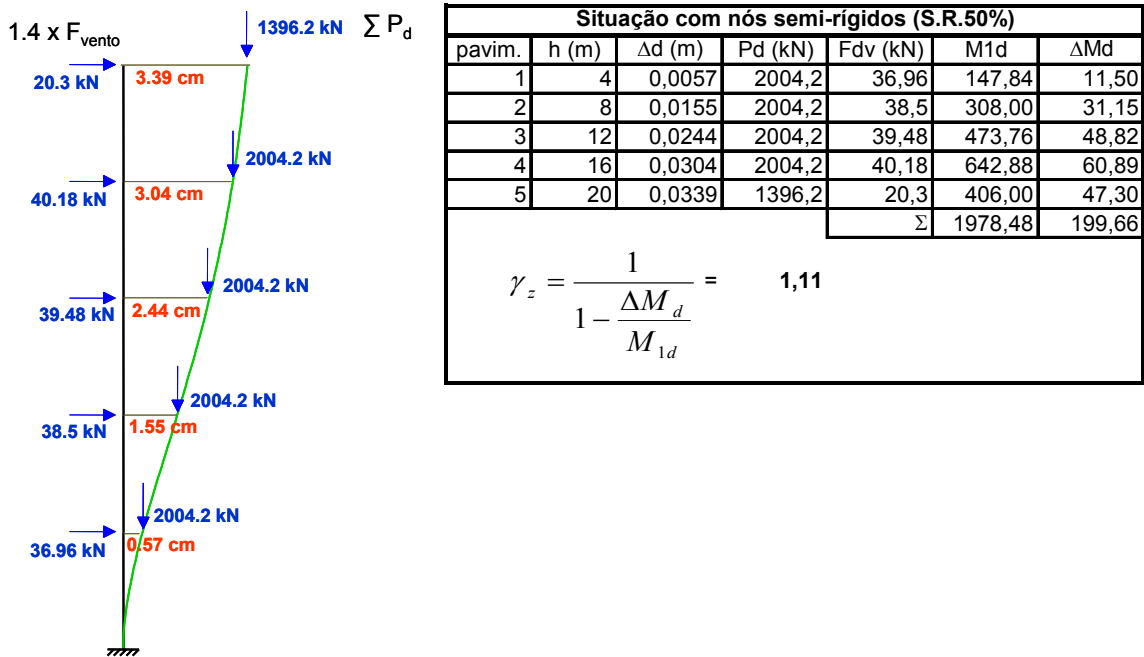 1.4 x Fvento
1396.2 kN
∑ Pd
20.3 kN
3.39 cm
2004.2 kN
40.18 kN
3.04 cm
2004.2 kN
39.48 kN
2.44 cm
2004.2 kN
38.5 kN
1.55 cm
2004.2 kN
36.96 kN
0.57 cm
Situação com nós semi-rígidos (S.R.50%)
pavim. h (m) Δd (m) Pd (kN) Fdv (kN) M1d ΔMd
1 4 0,0057 2004,2 36,96 147,84 11,50
2 8 0,0155 2004,2 38,5 308,00 31,15
3 12 0,0244 2004,2 39,48 473,76 48,82
4 16 0,0304 2004,2 40,18 642,88 60,89
5 20 0,0339 1396,2 20,3 406,00 47,30
Σ 1978,48 199,66
γz = 1 / (1 − ΔMd / M1d) = 1,11